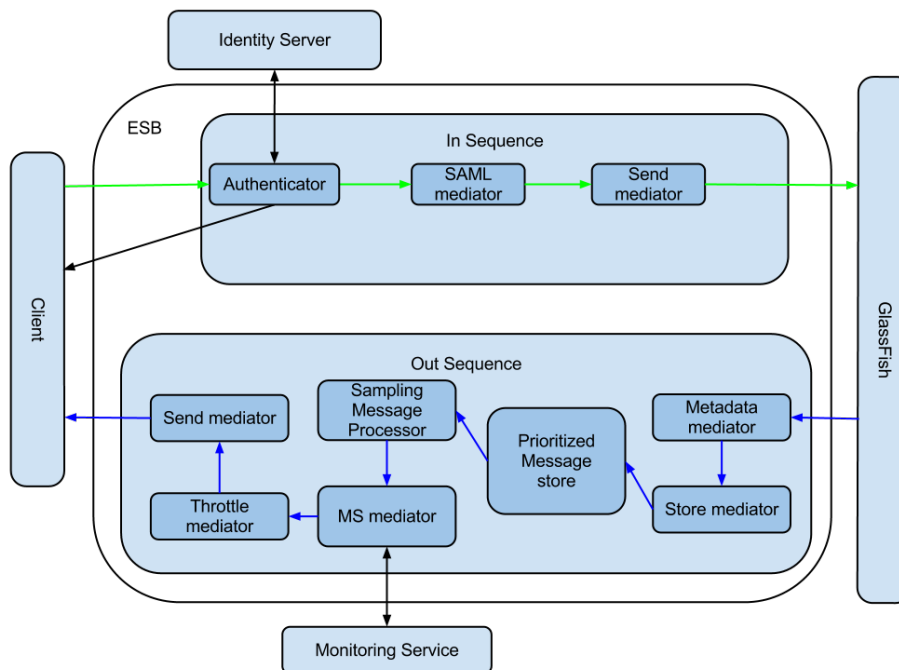 Identity Server
ESB
In Sequence
Authenticator
SAML
mediator
Send
mediator
Client
GlassFish
Out Sequence
Send mediator
Sampling
Message
Processor
Prioritized
Message
store
Metadata
mediator
Throttle
mediator
MS mediator
Store mediator
Monitoring Service